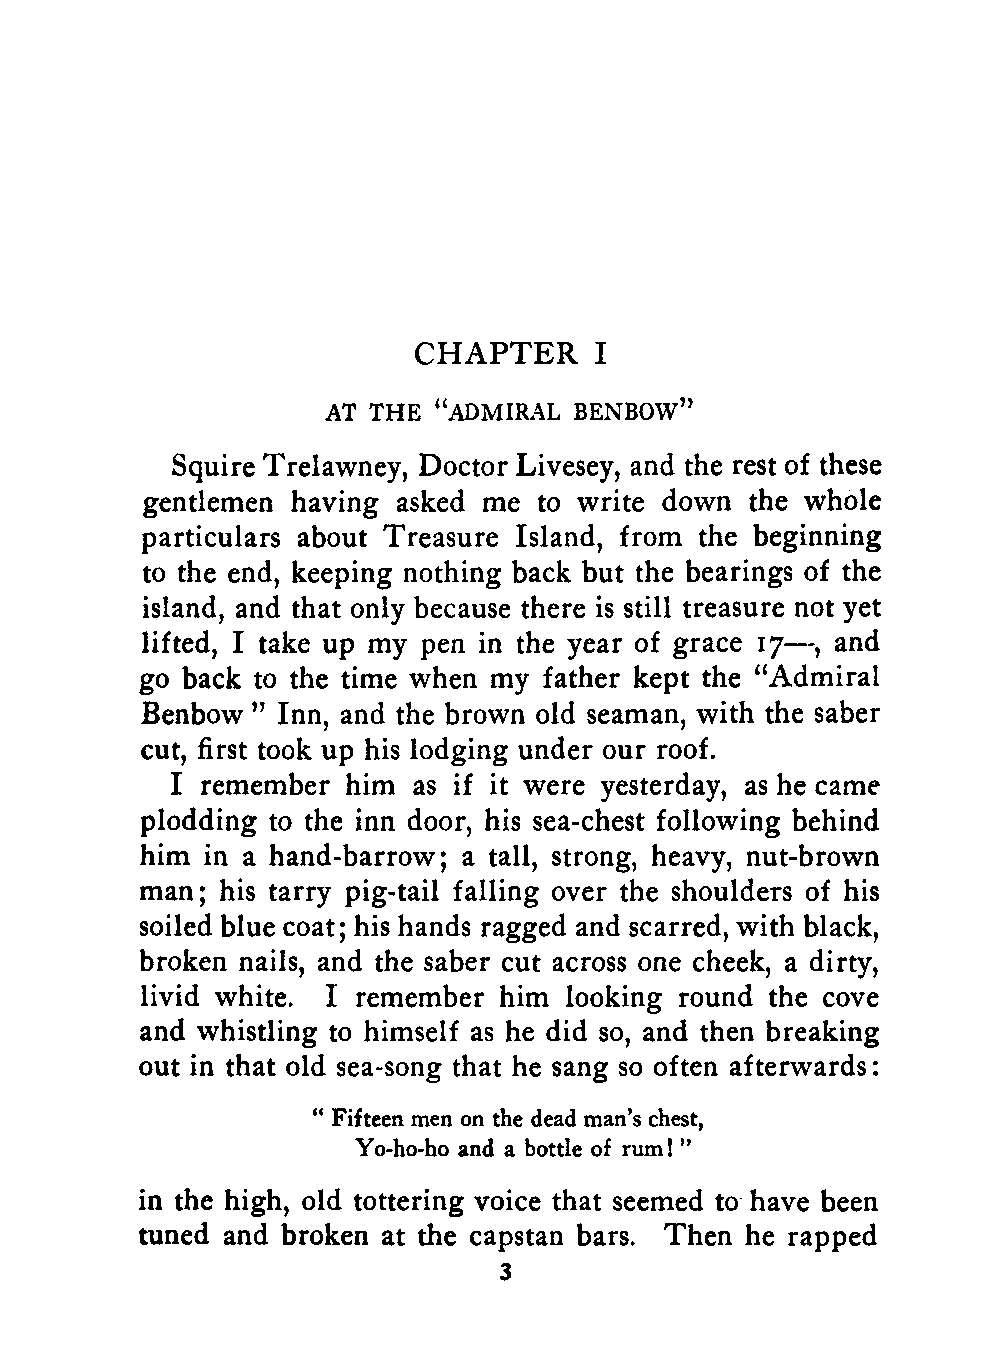 CHAPTER I
AT THE "ADMIRAL BENBOW"
Squire Trelawney, Doctor Livesey, and the rest of these
gentlemen having asked me to write down the whole
particulars about Treasure Island, from the beginning
to the end, keeping nothing back but the bearings of the
island, and that only because there is still treasure not yet
lifted, I take up my pen in the year of grace 17—, and
go back to the time when my father kept the "Admiral
Benbow" Inn, and the brown old seaman, with the saber
cut, first took up his lodging under our roof.
I remember him as if it were yesterday, as he came
plodding to the inn door, his sea-chest following behind
him in a hand-barrow; a tall, strong, heavy, nut-brown
man; his tarry pig-tail falling over the shoulders of his
soiled blue coat; his hands ragged and scarred, with black,
broken nails, and the saber cut across one cheek, a dirty,
livid white. I remember him looking round the cove
and whistling to himself as he did so, and then breaking
out in that old sea-song that he sang so often afterwards:
"Fifteen men on the dead man's chest,
Yo-ho-ho and a bottle of rum!"
in the high, old tottering voice that seemed to have been
tuned and broken at the capstan bars. Then he rapped
3